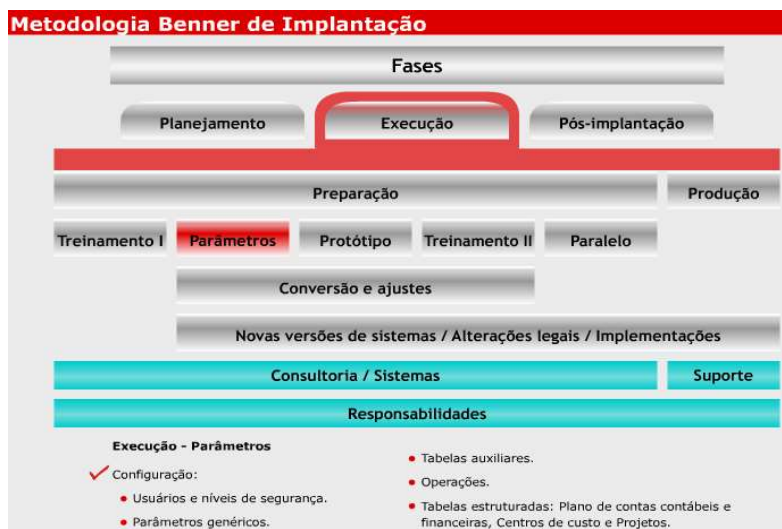 Metodologia Benner de Implantação
Fases
Planejamento
Execução
Pós-implantação
Preparação
Produção
Treinamento I
Parâmetros
Protótipo
Treinamento II
Paralelo
Conversão e ajustes
Novas versões de sistemas / Alterações legais / Implementações
Consultoria / Sistemas
Suporte
Responsabilidades
Execução - Parâmetros
Configuração:
Usuários e níveis de segurança.
Parâmetros genéricos.
Tabelas auxiliares.
Operações.
Tabelas estruturadas: Plano de contas contábeis e
financeiras, Centros de custo e Projetos.